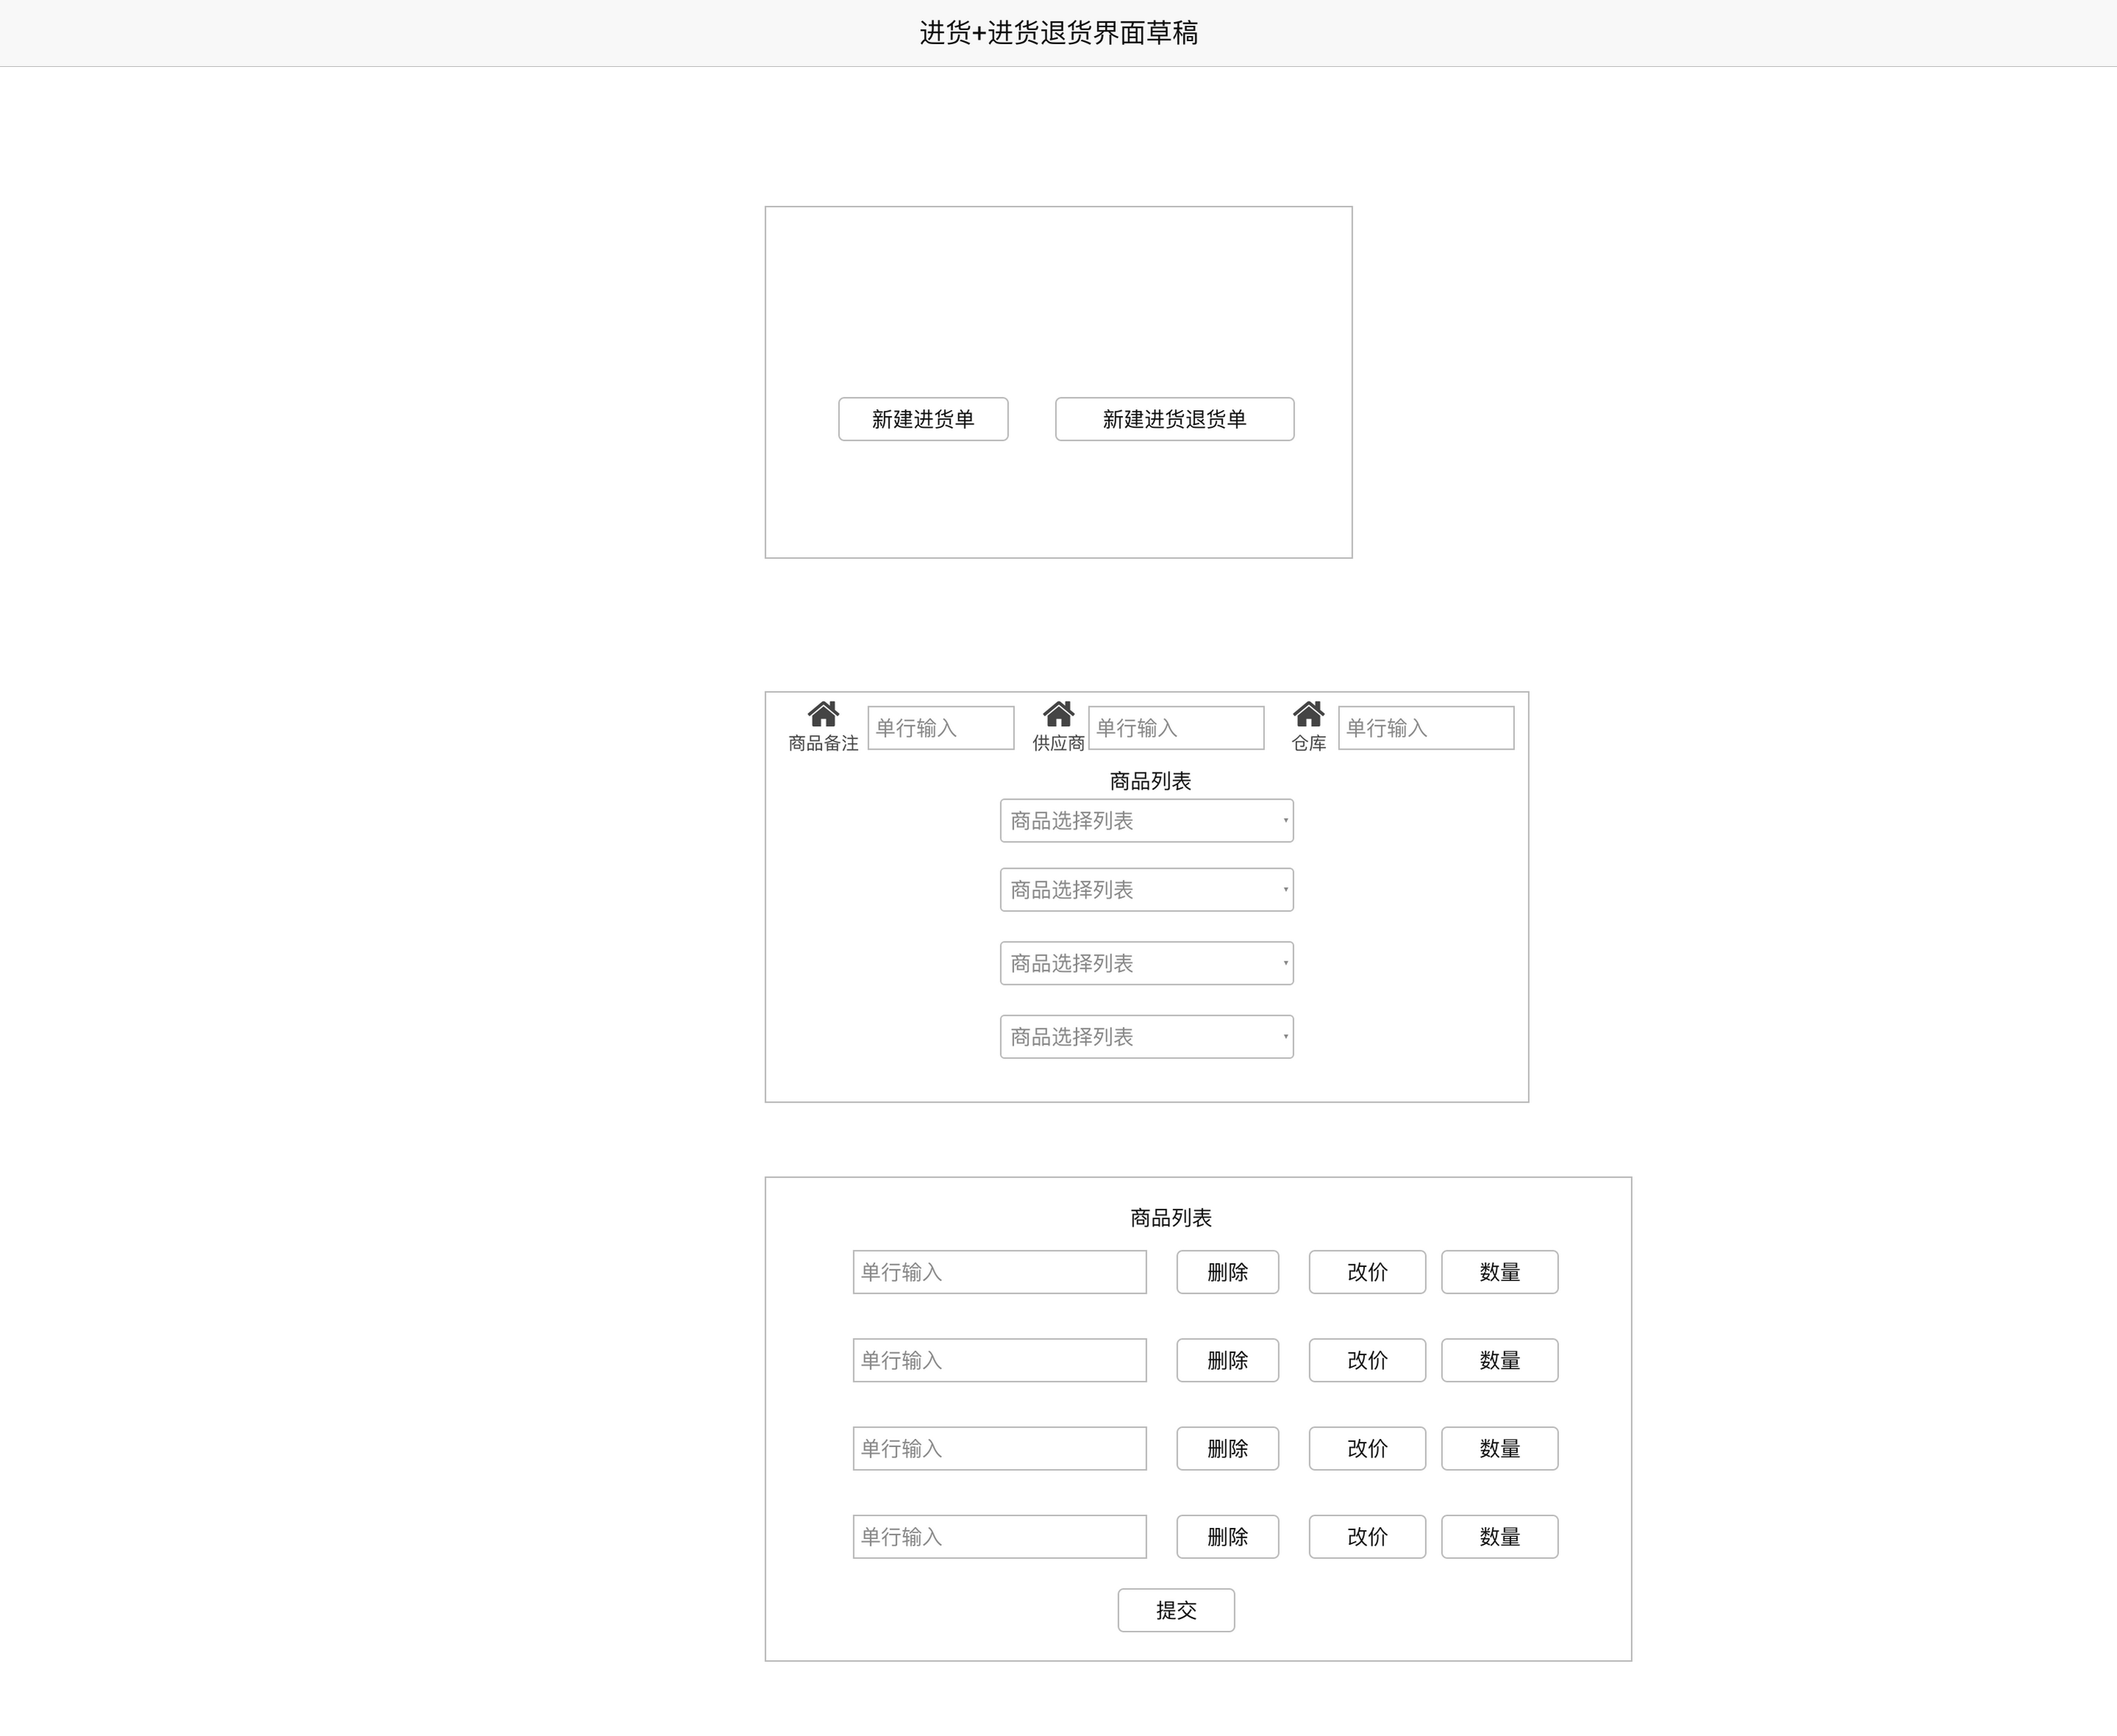 进货+进货退货界面草稿
新建进货单 新建进货退货单
商品备注 单行输入 供应商 单行输入 仓库 单行输入
商品列表
商品选择列表
商品选择列表
商品选择列表
商品选择列表
商品列表
单行输入 删除 改价 数量
单行输入 删除 改价 数量
单行输入 删除 改价 数量
单行输入 删除 改价 数量
提交